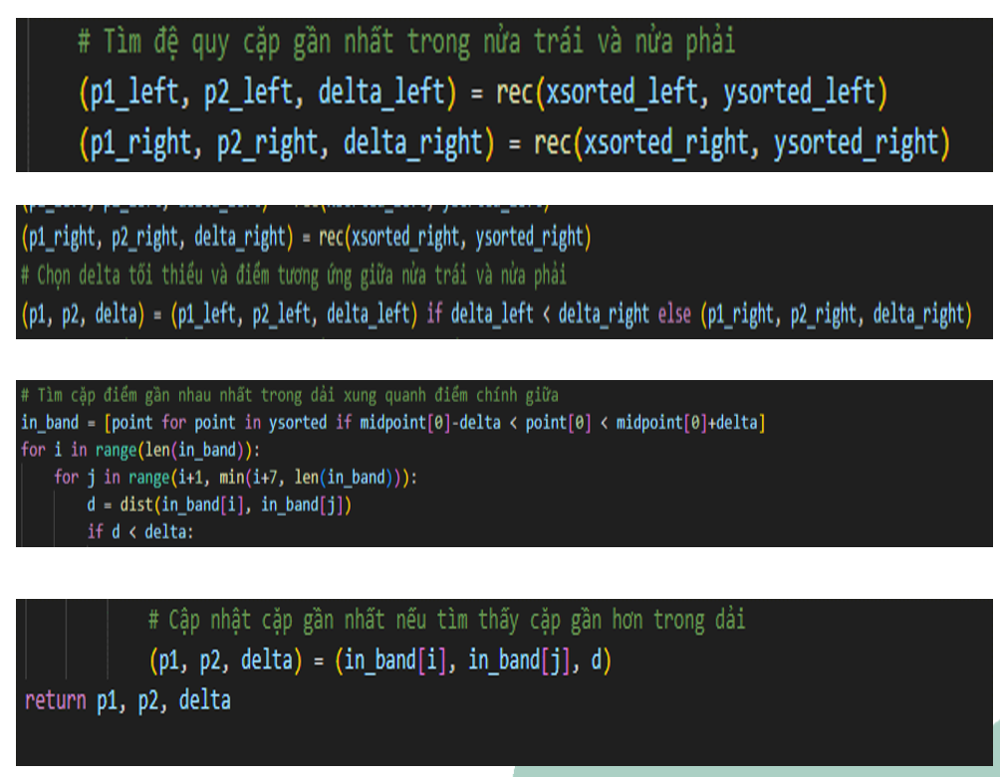 # Tìm đệ quy cặp gần nhất trong nửa trái và nửa phải
(p1_left, p2_left, delta_left) = rec(xsorted_left, ysorted_left)
(p1_right, p2_right, delta_right) = rec(xsorted_right, ysorted_right)
(p1_right, p2_right, delta_right) = rec(xsorted_right, ysorted_right)
# Chọn delta tối thiểu và điểm tương ứng giữa nửa trái và nửa phải
(p1, p2, delta) = (p1_left, p2_left, delta_left) if delta_left < delta_right else (p1_right, p2_right, delta_right)
# Tìm cặp điểm gần nhau nhất trong dải xung quanh điểm chính giữa
in_band = [point for point in ysorted if midpoint[0]-delta < point[0] < midpoint[0]+delta]
for i in range(len(in_band)):
for j in range(i+1, min(i+7, len(in_band))):
d = dist(in_band[i], in_band[j])
if d < delta:
# Cập nhật cặp gần nhất nếu tìm thấy cặp gần hơn trong dải
(p1, p2, delta) = (in_band[i], in_band[j], d)
return p1, p2, delta